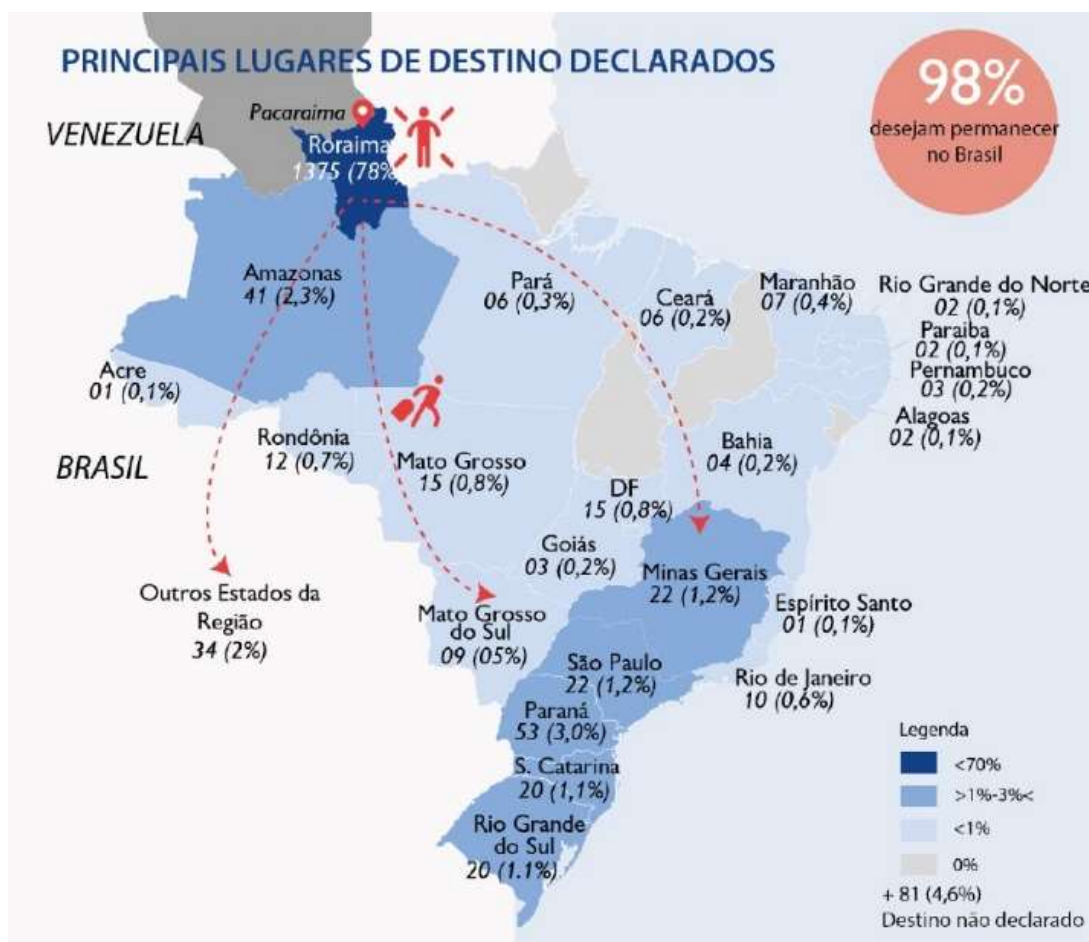 PRINCIPAIS LUGARES DE DESTINO DECLARADOS
98%
desejam permanecer
no Brasil
Pacaraima
VENEZUELA
Roraima
1375 (78%)
Amazonas
41 (2,3%)
Pará
06 (0,3%)
Ceará
06 (0,2%)
Maranhão
07 (0,4%)
Rio Grande do Norte
02 (0,1%)
Paraiba
02 (0,1%)
Pernambuco
03 (0,2%)
Alagoas
02 (0,1%)
Acre
01 (0,1%)
Rondônia
12 (0,7%)
BRASIL
Mato Grosso
15 (0,8%)
Bahia
04 (0,2%)
DF
15 (0,8%)
Goiás
03 (0,2%)
Minas Gerais
22 (1,2%)
Espírito Santo
01 (0,1%)
Outros Estados da
Região
34 (2%)
Mato Grosso
do Sul
09 (05%)
São Paulo
22 (1,2%)
Rio de Janeiro
10 (0,6%)
Paraná
53 (3,0%)
S. Catarina
20 (1,1%)
Rio Grande
do Sul
20 (1.1%)
Legenda
<70%
>1%-3%<
<1%
0%
+ 81 (4,6%)
Destino não declarado